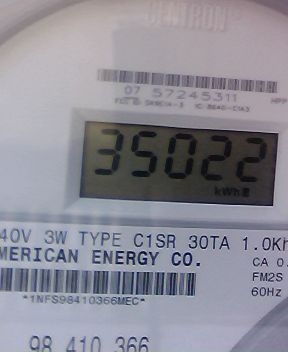 CENTRON®
07 57245311
35022
kWh
40V 3W TYPE C1SR 30TA 1.0Kh
MERICAN ENERGY CO.
CA 0.
FM2S
60Hz
*1NFS98410366MEC*
98 410 366